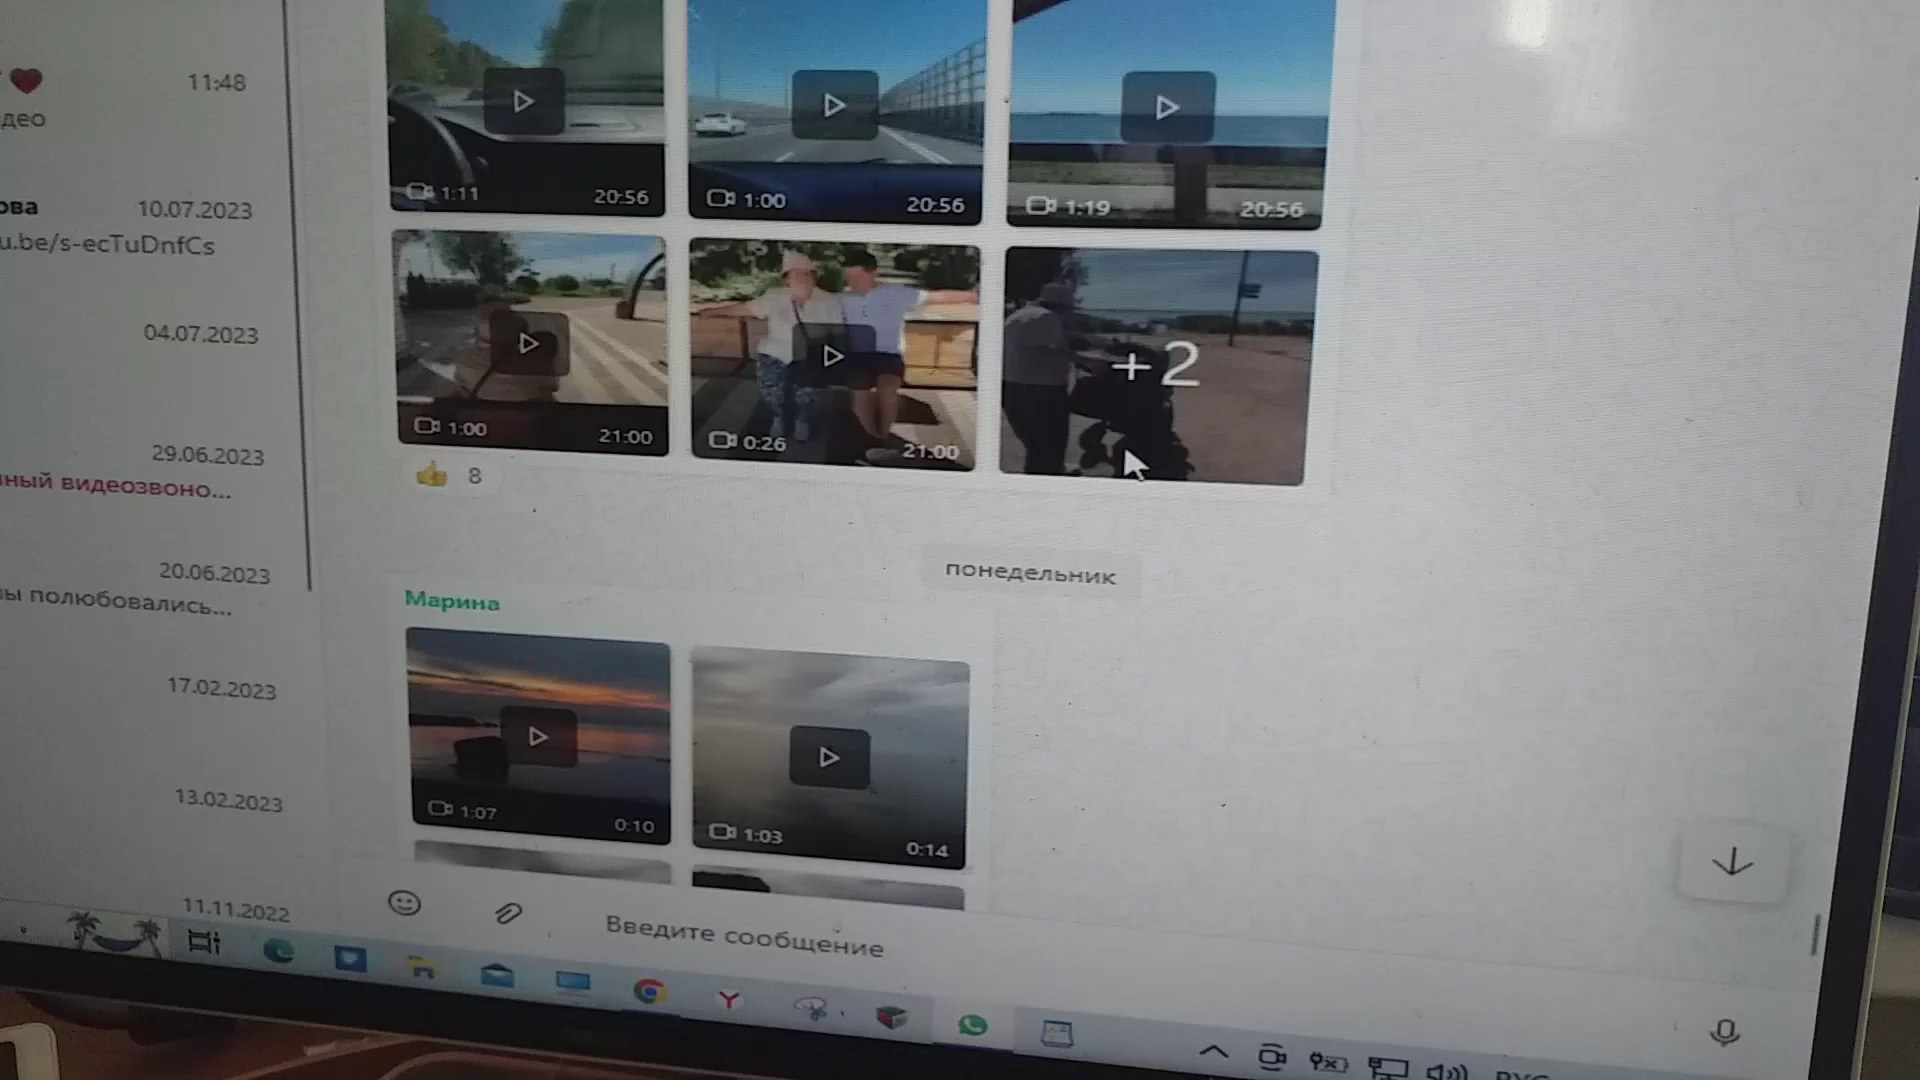 11:48
део
1:11 20:56
1:00 20:56
1:19 20:56
ова 10.07.2023
u.be/s-ecTuDnfCs
04.07.2023
1:00 21:00
0:26 21:00
+2
29.06.2023
ный видеозвоно...
👍 8
20.06.2023
вы полюбовались...
понедельник
Марина
17.02.2023
1:07 0:10
1:03 0:14
13.02.2023
11.11.2022
Введите сообщение
РУС